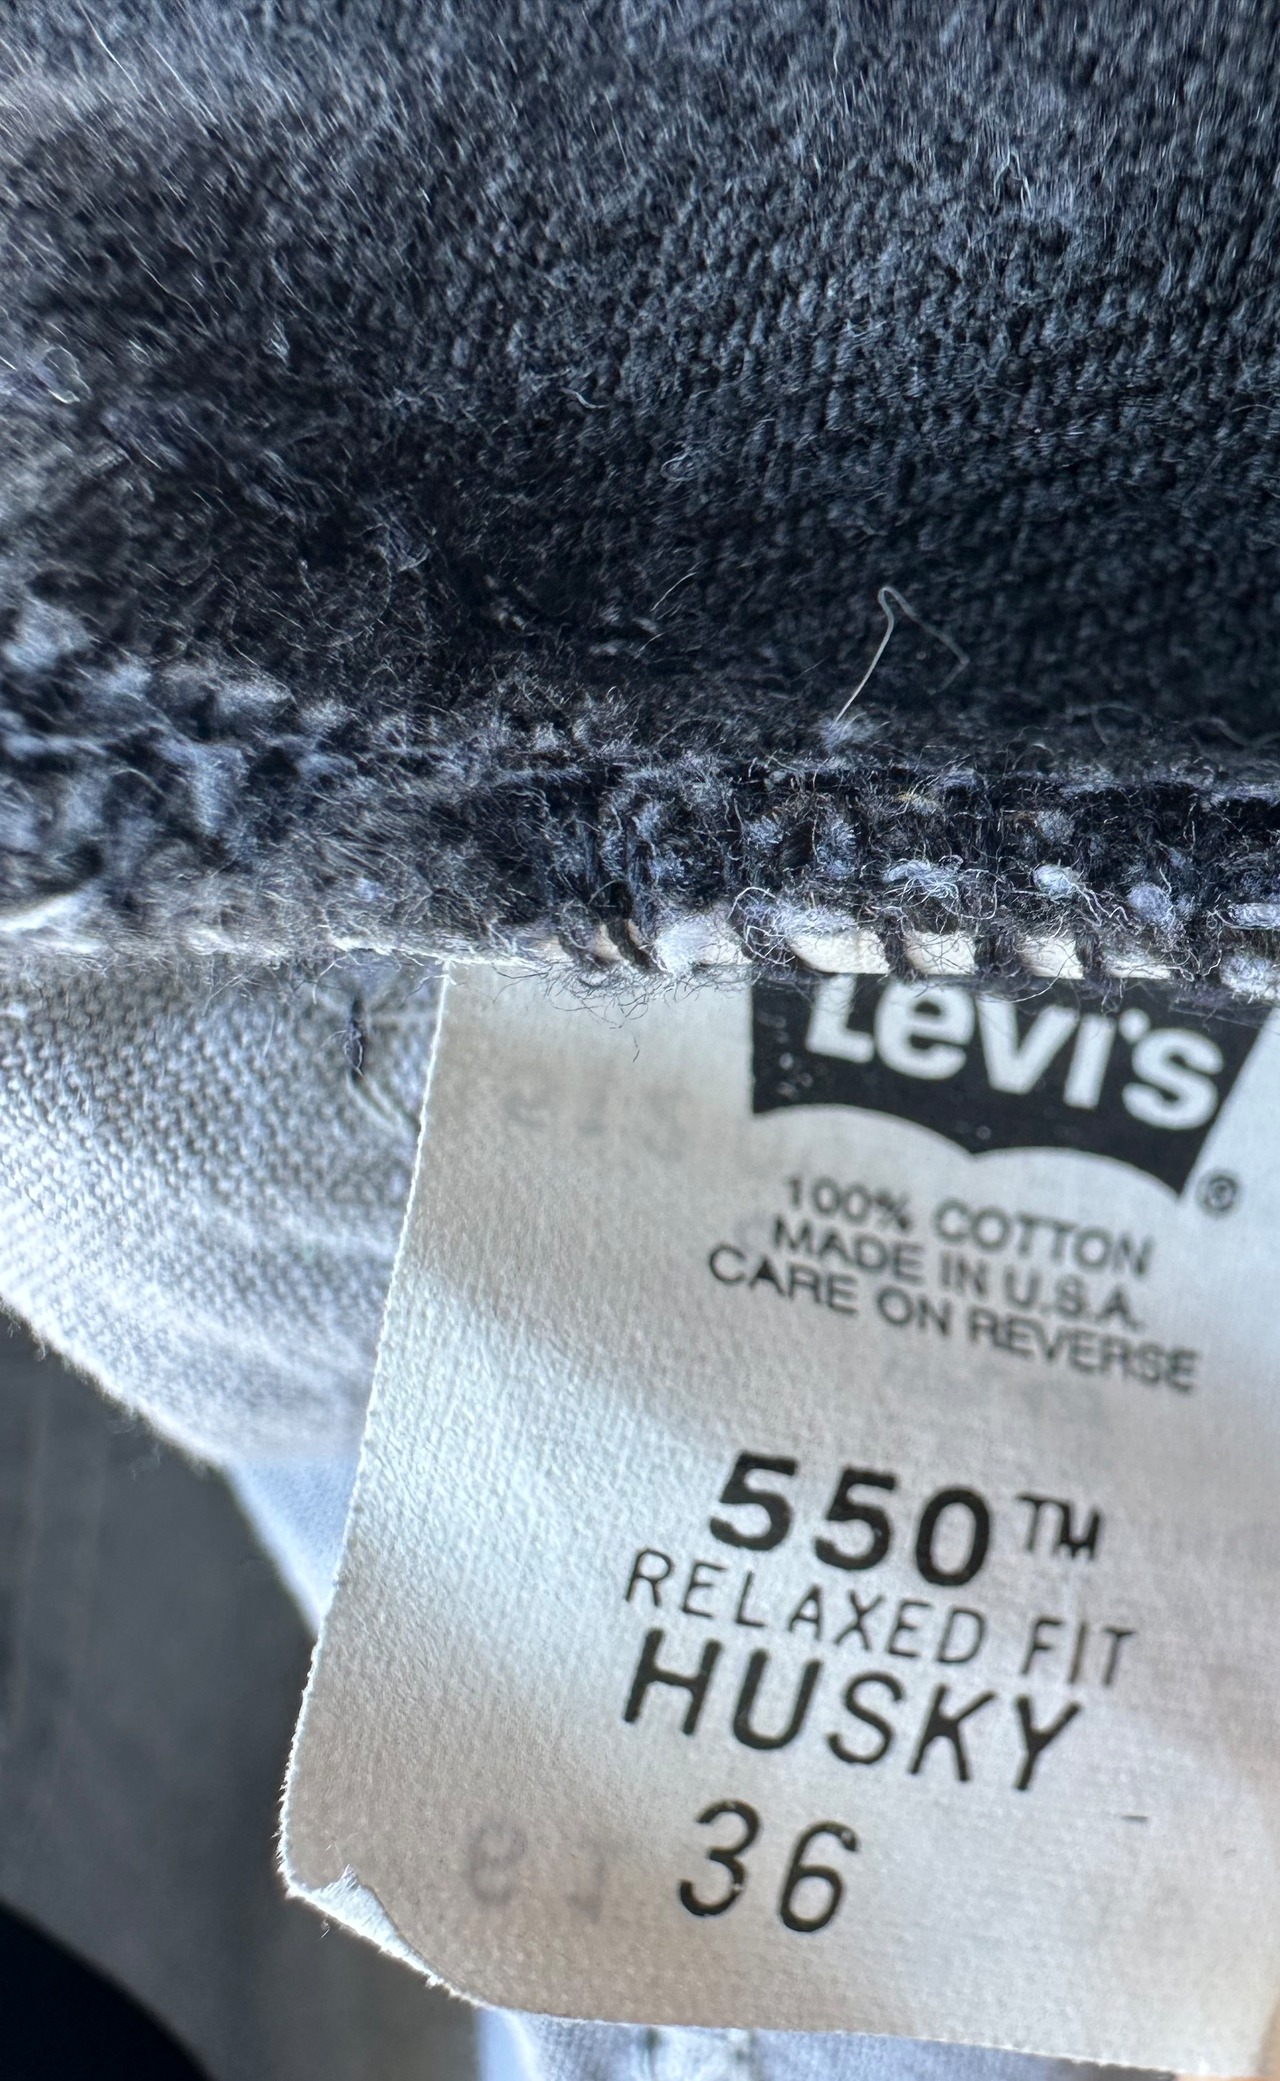 Levi's®
100% COTTON
MADE IN U.S.A.
CARE ON REVERSE
550™
RELAXED FIT
HUSKY
36